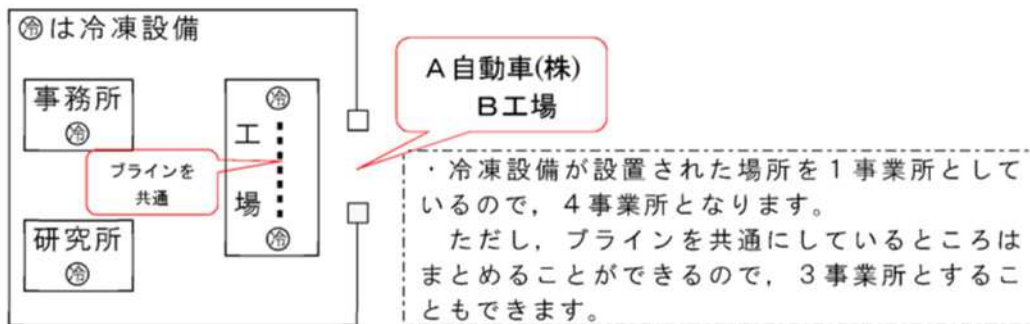 ㊗は冷凍設備
事務所
冷
ブラインを
共通
研究所
冷
冷
工
場
冷
A自動車(株)
B工場
・冷凍設備が設置された場所を1事業所として
いるので，4事業所となります。
ただし，ブラインを共通にしているところは
まとめることができるので，3事業所とするこ
ともできます。